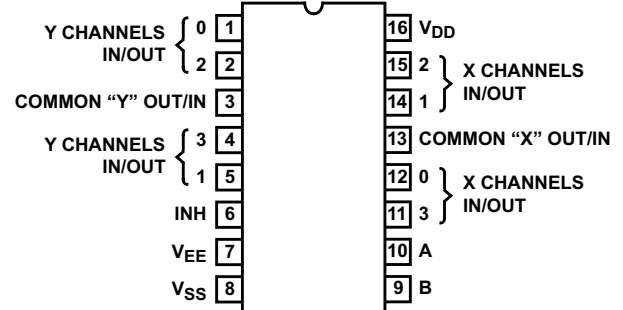 Y CHANNELS IN/OUT 0 1
2 2
COMMON “Y” OUT/IN 3
Y CHANNELS IN/OUT 3 4
1 5
INH 6
VEE 7
VSS 8
16 VDD
15 2 X CHANNELS IN/OUT
14 1
13 COMMON “X” OUT/IN
12 0 X CHANNELS IN/OUT
11 3
10 A
9 B